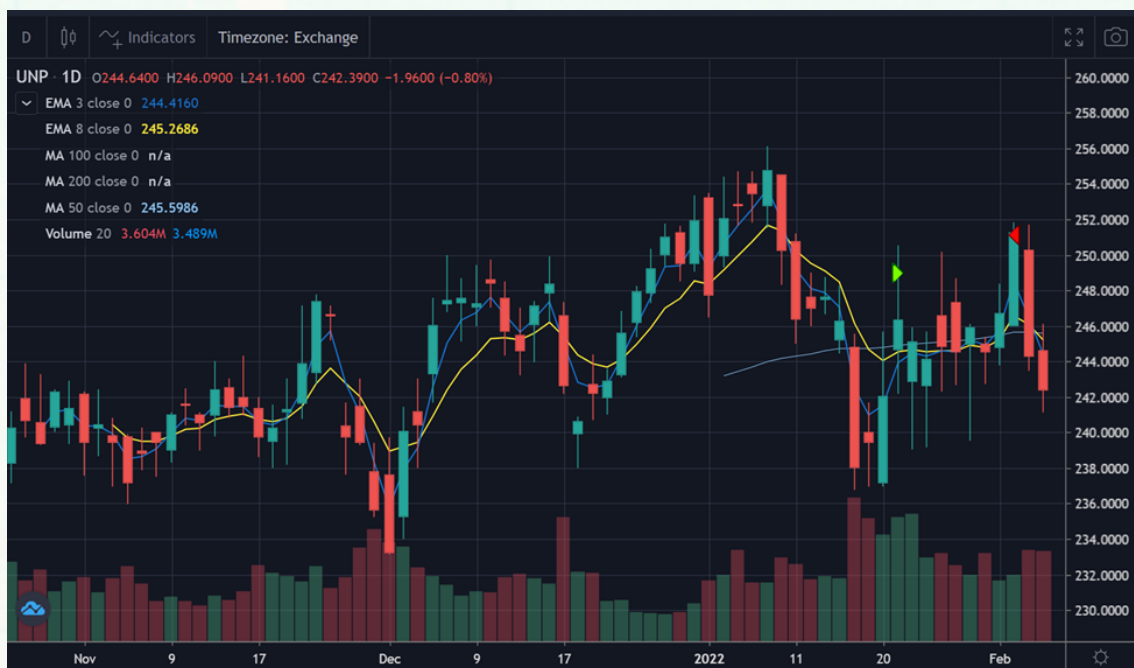 D Indicators Timezone: Exchange
UNP 1D O244.6400 H246.0900 L241.1600 C242.3900 -1.9600 (-0.80%)
EMA 3 close 0 244.4160
EMA 8 close 0 245.2686
MA 100 close 0 n/a
MA 200 close 0 n/a
MA 50 close 0 245.5986
Volume 20 3.604M 3.489M
260.0000
258.0000
256.0000
254.0000
252.0000
250.0000
248.0000
246.0000
244.0000
242.0000
240.0000
238.0000
236.0000
234.0000
232.0000
230.0000
Nov 9 17 Dec 9 17 2022 11 20 Feb